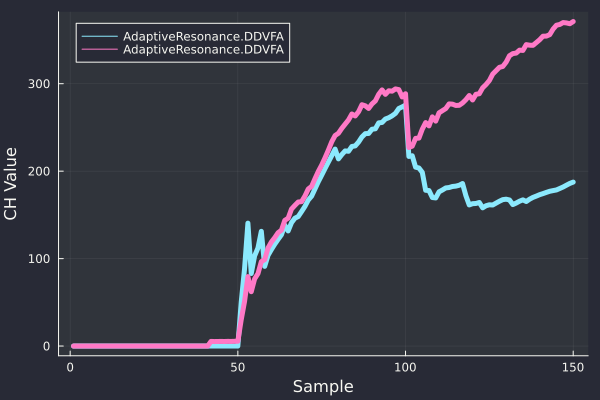 AdaptiveResonance.DDVFA
AdaptiveResonance.DDVFA
300
200
100
0
CH Value
0 50 100 150
Sample